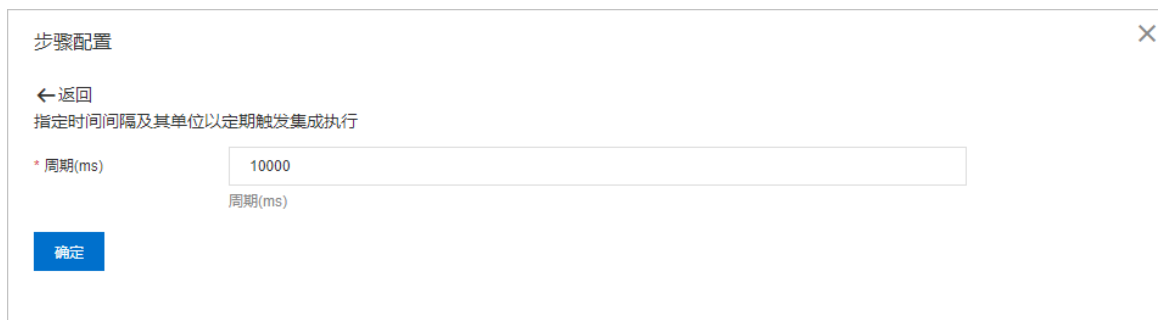 步骤配置
返回
指定时间间隔及其单位以定期触发集成执行
* 周期(ms) 10000
周期(ms)
确定